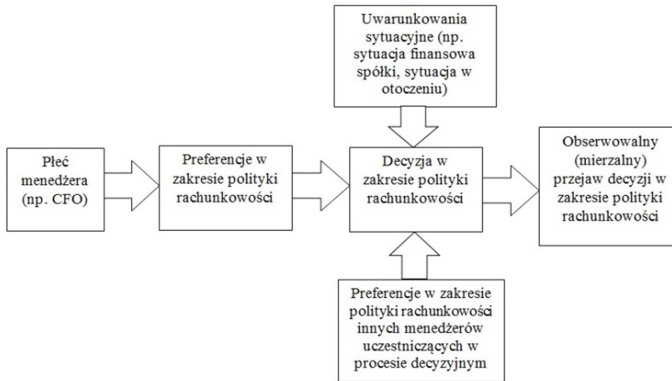 Uwarunkowania
sytuacyjne (np.
sytuacja finansowa
spółki, sytuacja w
otoczeniu)
Płeć
menedżera
(np. CFO)
Preferencje w
zakresie polityki
rachunkowości
Decyzja w
zakresie polityki
rachunkowości
Obserwowalny
(mierzalny)
przejaw decyzji w
zakresie polityki
rachunkowości
Preferencje w zakresie
polityki rachunkowości
innych menedżerów
uczestniczących w
procesie decyzyjnym